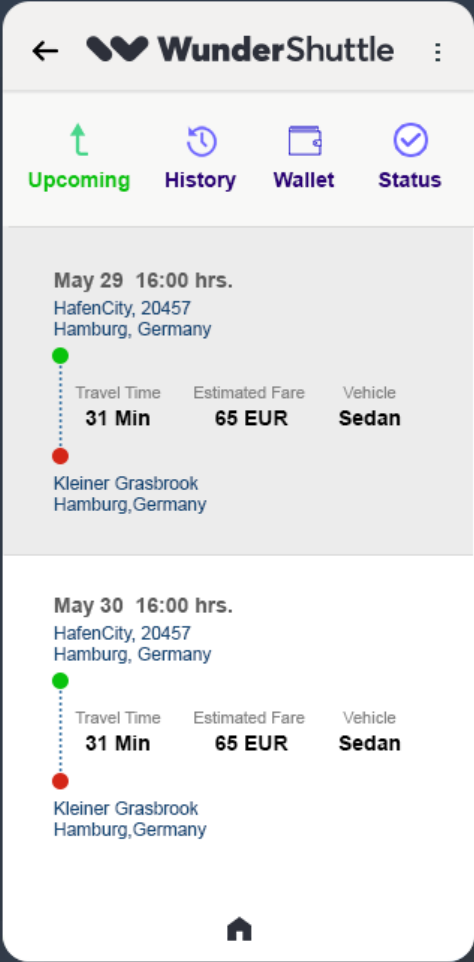 WunderShuttle
Upcoming History Wallet Status
May 29 16:00 hrs.
HafenCity, 20457
Hamburg, Germany
Travel Time Estimated Fare Vehicle
31 Min 65 EUR Sedan
Kleiner Grasbrook
Hamburg,Germany
May 30 16:00 hrs.
HafenCity, 20457
Hamburg, Germany
Travel Time Estimated Fare Vehicle
31 Min 65 EUR Sedan
Kleiner Grasbrook
Hamburg,Germany